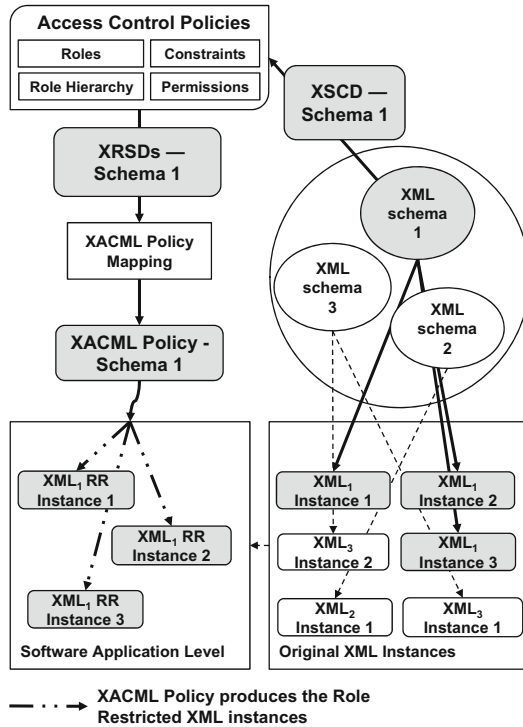 Access Control Policies
Roles
Constraints
Role Hierarchy
Permissions
XSCD —
Schema 1
XRSDs —
Schema 1
XML
schema
1
XACML Policy
Mapping
XML
schema
3
XML
schema
2
XACML Policy -
Schema 1
XML₁ RR
Instance 1
XML₁ RR
Instance 2
XML₁ RR
Instance 3
Software Application Level
XML₁
Instance 1
XML₁
Instance 2
XML₃
Instance 2
XML₁
Instance 3
XML₂
Instance 1
XML₃
Instance 1
Original XML Instances
XACML Policy produces the Role
Restricted XML instances